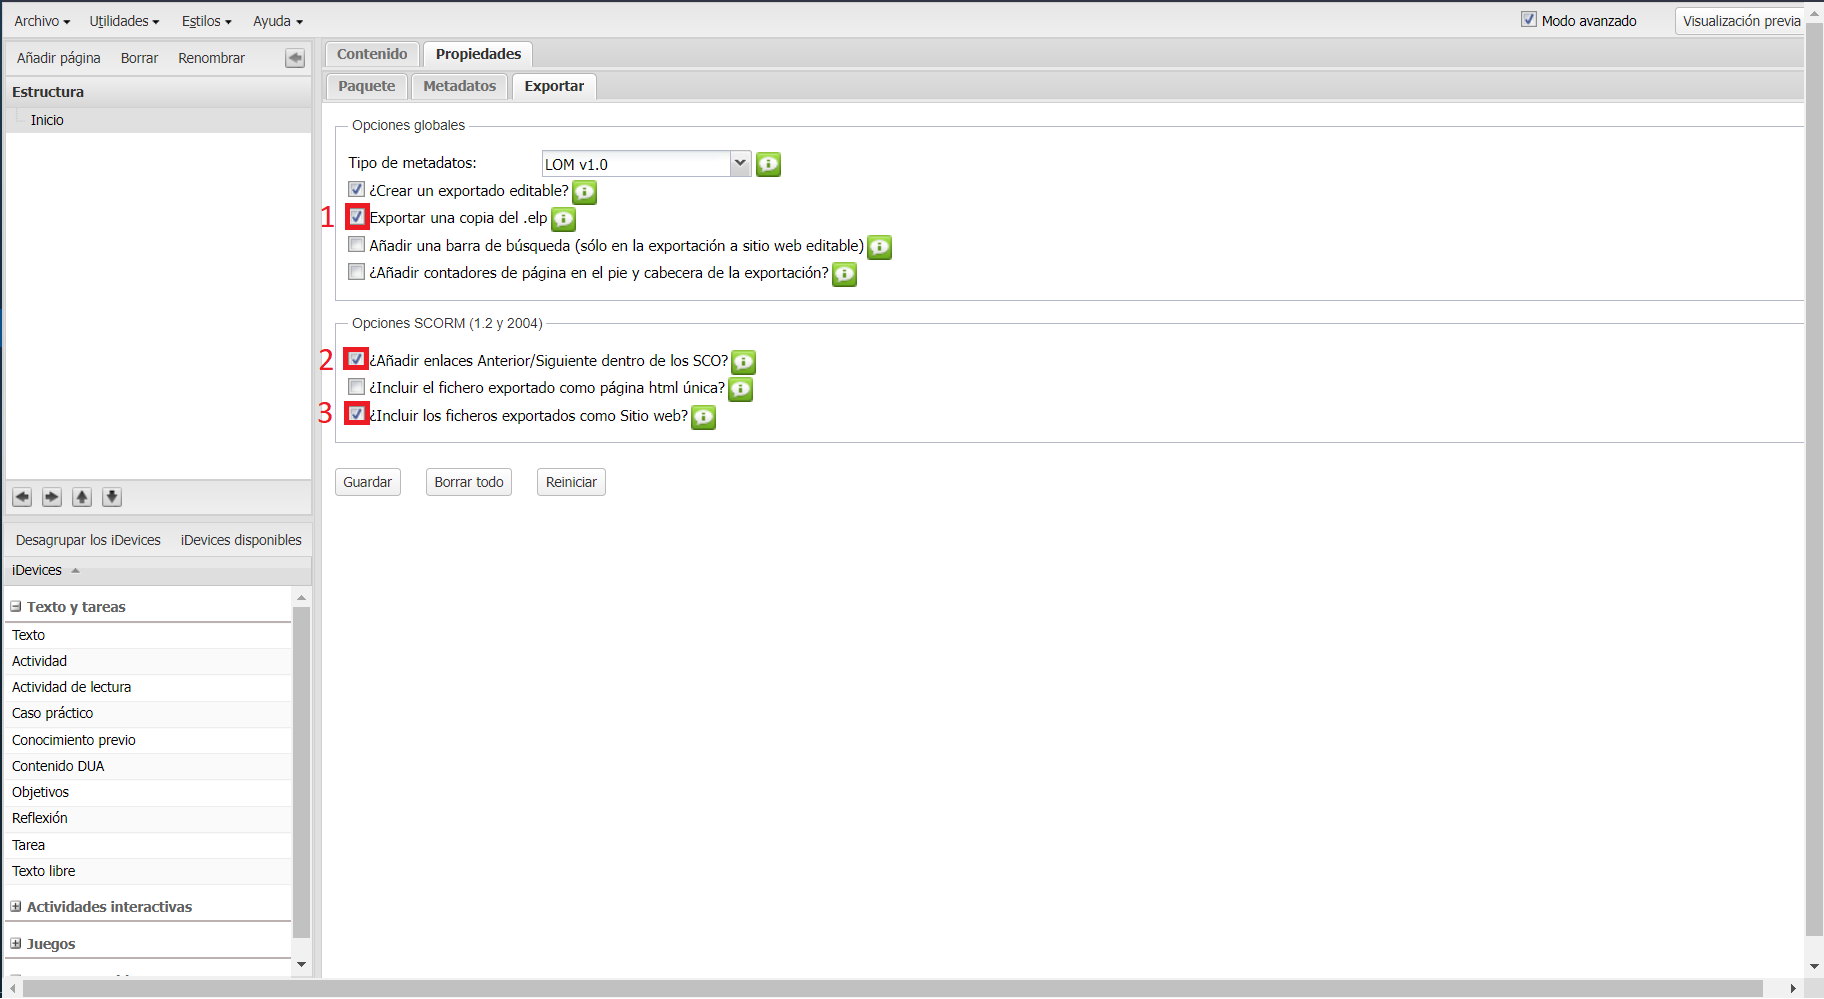 Archivo Utilidades Estilos Ayuda Modo avanzado Visualización previa
Añadir página Borrar Renombrar
Estructura
Inicio
Contenido Propiedades
Paquete Metadatos Exportar
Opciones globales
Tipo de metadatos: LOM v1.0
¿Crear un exportado editable?
1 Exportar una copia del .elp
Añadir una barra de búsqueda (sólo en la exportación a sitio web editable)
¿Añadir contadores de página en el pie y cabecera de la exportación?
Opciones SCORM (1.2 y 2004)
2 ¿Añadir enlaces Anterior/Siguiente dentro de los SCO?
¿Incluir el fichero exportado como página html única?
3 ¿Incluir los ficheros exportados como Sitio web?
Guardar Borrar todo Reiniciar
Desagrupar los iDevices iDevices disponibles
iDevices
Texto y tareas
Texto
Actividad
Actividad de lectura
Caso práctico
Conocimiento previo
Contenido DUA
Objetivos
Reflexión
Tarea
Texto libre
Actividades interactivas
Juegos